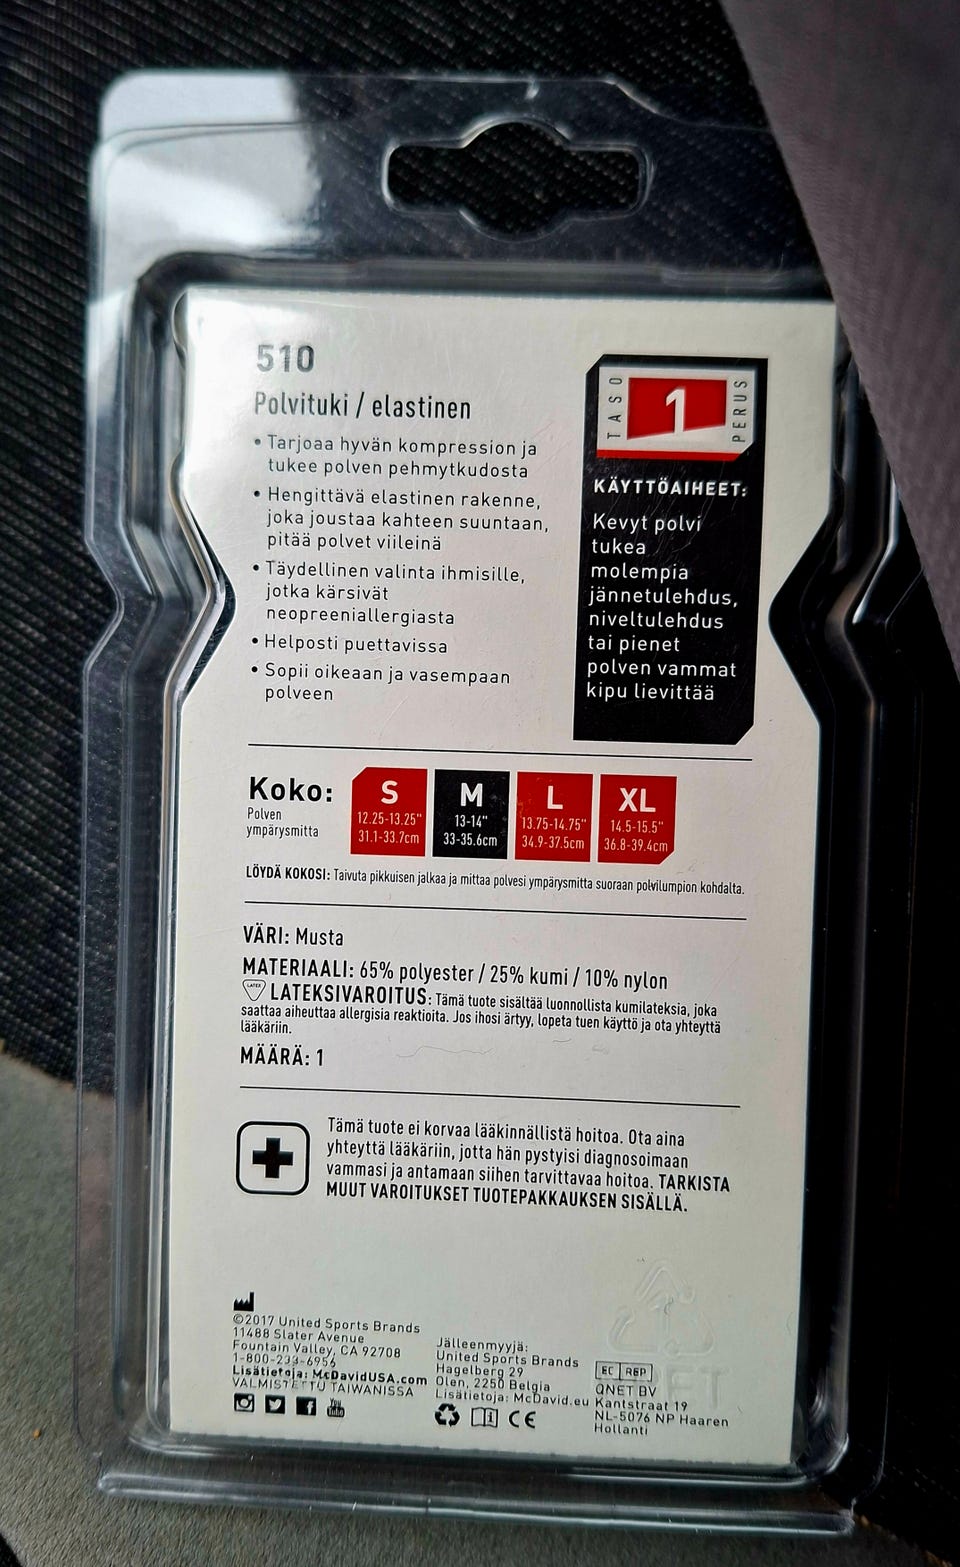 510
Polvituki / elastinen
• Tarjoaa hyvän kompression ja
tukee polven pehmytkudosta
• Hengittävä elastinen rakenne,
joka joustaa kahteen suuntaan,
pitää polvet viileinä
• Täydellinen valinta ihmisille,
jotka kärsivät
neopreeniallergiasta
• Helposti puettavissa
• Sopii oikeaan ja vasempaan
polveen
TASO 1 PERUS
KÄYTTÖAIHEET:
Kevyt polvi
tukea
molempia
jännetulehdus,
niveltulehdus
tai pienet
polven vammat
kipu lievittää
Koko:
Polven
ympärysmitta
S
12.25-13.25"
31.1-33.7cm
M
13-14"
33-35.6cm
L
13.75-14.75"
34.9-37.5cm
XL
14.5-15.5"
36.8-39.4cm
LÖYDÄ KOKOSI: Taivuta pikkuisen jalkaa ja mittaa polvesi ympärysmitta suoraan polvilumpion kohdalta.
VÄRI: Musta
MATERIAALI: 65% polyester / 25% kumi / 10% nylon
LATEX LATEKSIVAROITUS: Tämä tuote sisältää luonnollista kumilateksia, joka
saattaa aiheuttaa allergisia reaktioita. Jos ihosi ärtyy, lopeta tuen käyttö ja ota yhteyttä
lääkäriin.
MÄÄRÄ: 1
Tämä tuote ei korvaa lääkinnällistä hoitoa. Ota aina
yhteyttä lääkäriin, jotta hän pystyisi diagnosoimaan
vammasi ja antamaan siihen tarvittavaa hoitoa. TARKISTA
MUUT VAROITUKSET TUOTEPAKKAUKSEN SISÄLLÄ.
©2017 United Sports Brands
11488 Slater Avenue
Fountain Valley, CA 92708
1-800-233-6956
Lisätietoja: McDavidUSA.com
VALMISTETTU TAIWANISSA
You
Tube
Jälleenmyyjä:
United Sports Brands
Hagelberg 29
Olen, 2250 Belgia
Lisätietoja: McDavid.eu
CE
EC REP
QNET BV
Kantstraat 19
NL-5076 NP Haaren
Hollanti
1
PET